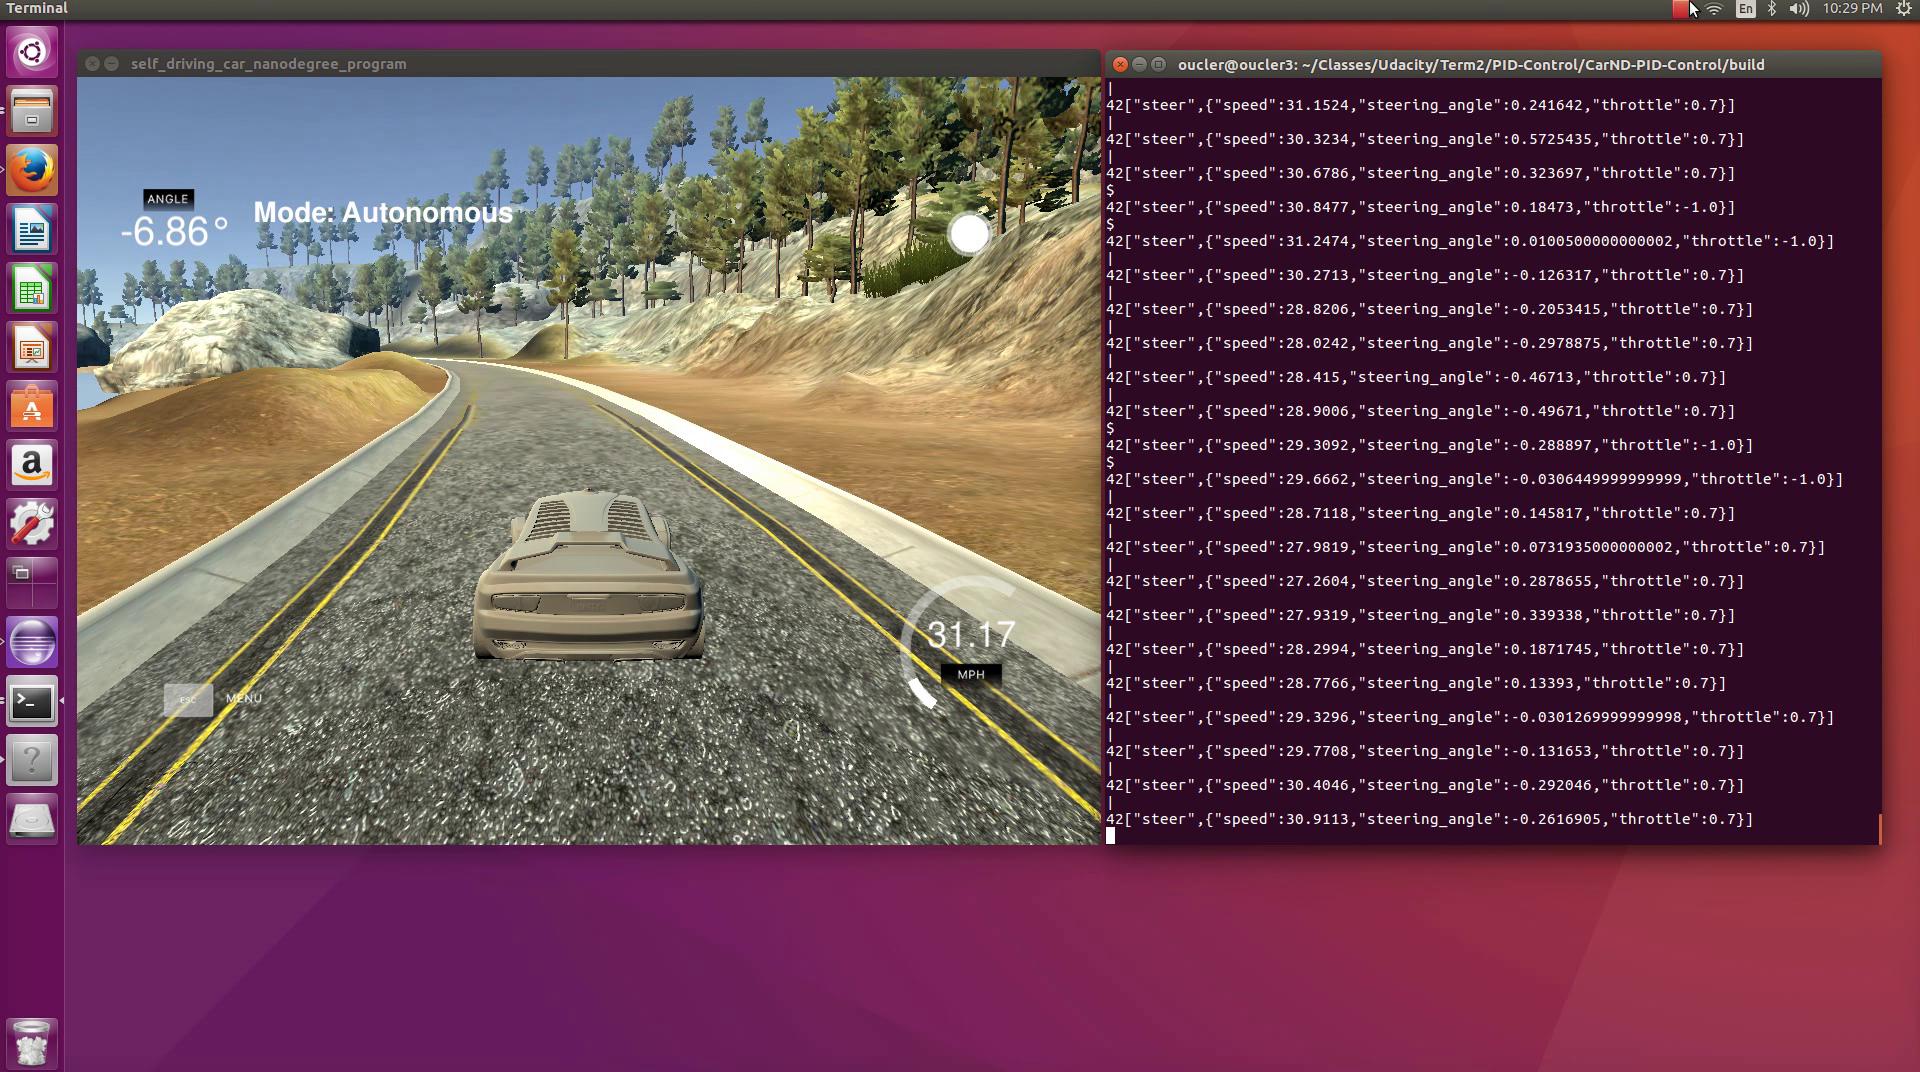 Terminal
En
10:29 PM
self_driving_car_nanodegree_program
ANGLE
-6.86°
Mode: Autonomous
31.17
MPH
ESC
MENU
oucler@oucler3: ~/Classes/Udacity/Term2/PID-Control/CarND-PID-Control/build
|
42["steer",{"speed":31.1524,"steering_angle":0.241642,"throttle":0.7}]
|
42["steer",{"speed":30.3234,"steering_angle":0.5725435,"throttle":0.7}]
|
42["steer",{"speed":30.6786,"steering_angle":0.323697,"throttle":0.7}]
$
42["steer",{"speed":30.8477,"steering_angle":0.18473,"throttle":-1.0}]
$
42["steer",{"speed":31.2474,"steering_angle":0.0100500000000002,"throttle":-1.0}]
|
42["steer",{"speed":30.2713,"steering_angle":-0.126317,"throttle":0.7}]
|
42["steer",{"speed":28.8206,"steering_angle":-0.2053415,"throttle":0.7}]
|
42["steer",{"speed":28.0242,"steering_angle":-0.2978875,"throttle":0.7}]
|
42["steer",{"speed":28.415,"steering_angle":-0.46713,"throttle":0.7}]
|
42["steer",{"speed":28.9006,"steering_angle":-0.49671,"throttle":0.7}]
$
42["steer",{"speed":29.3092,"steering_angle":-0.288897,"throttle":-1.0}]
$
42["steer",{"speed":29.6662,"steering_angle":-0.0306449999999999,"throttle":-1.0}]
|
42["steer",{"speed":28.7118,"steering_angle":0.145817,"throttle":0.7}]
|
42["steer",{"speed":27.9819,"steering_angle":0.0731935000000002,"throttle":0.7}]
|
42["steer",{"speed":27.2604,"steering_angle":0.2878655,"throttle":0.7}]
|
42["steer",{"speed":27.9319,"steering_angle":0.339338,"throttle":0.7}]
|
42["steer",{"speed":28.2994,"steering_angle":0.1871745,"throttle":0.7}]
|
42["steer",{"speed":28.7766,"steering_angle":0.13393,"throttle":0.7}]
|
42["steer",{"speed":29.3296,"steering_angle":-0.0301269999999998,"throttle":0.7}]
|
42["steer",{"speed":29.7708,"steering_angle":-0.131653,"throttle":0.7}]
|
42["steer",{"speed":30.4046,"steering_angle":-0.292046,"throttle":0.7}]
|
42["steer",{"speed":30.9113,"steering_angle":-0.2616905,"throttle":0.7}]